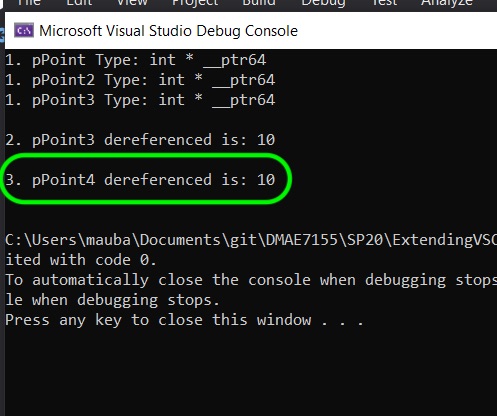 File Edit View Project Build Debug Test Analyze
Microsoft Visual Studio Debug Console
1. pPoint Type: int * __ptr64
1. pPoint2 Type: int * __ptr64
1. pPoint3 Type: int * __ptr64
2. pPoint3 dereferenced is: 10
3. pPoint4 dereferenced is: 10
C:\Users\mauba\Documents\git\DMAE7155\SP20\ExtendingVSC
ited with code 0.
To automatically close the console when debugging stops
le when debugging stops.
Press any key to close this window . . .